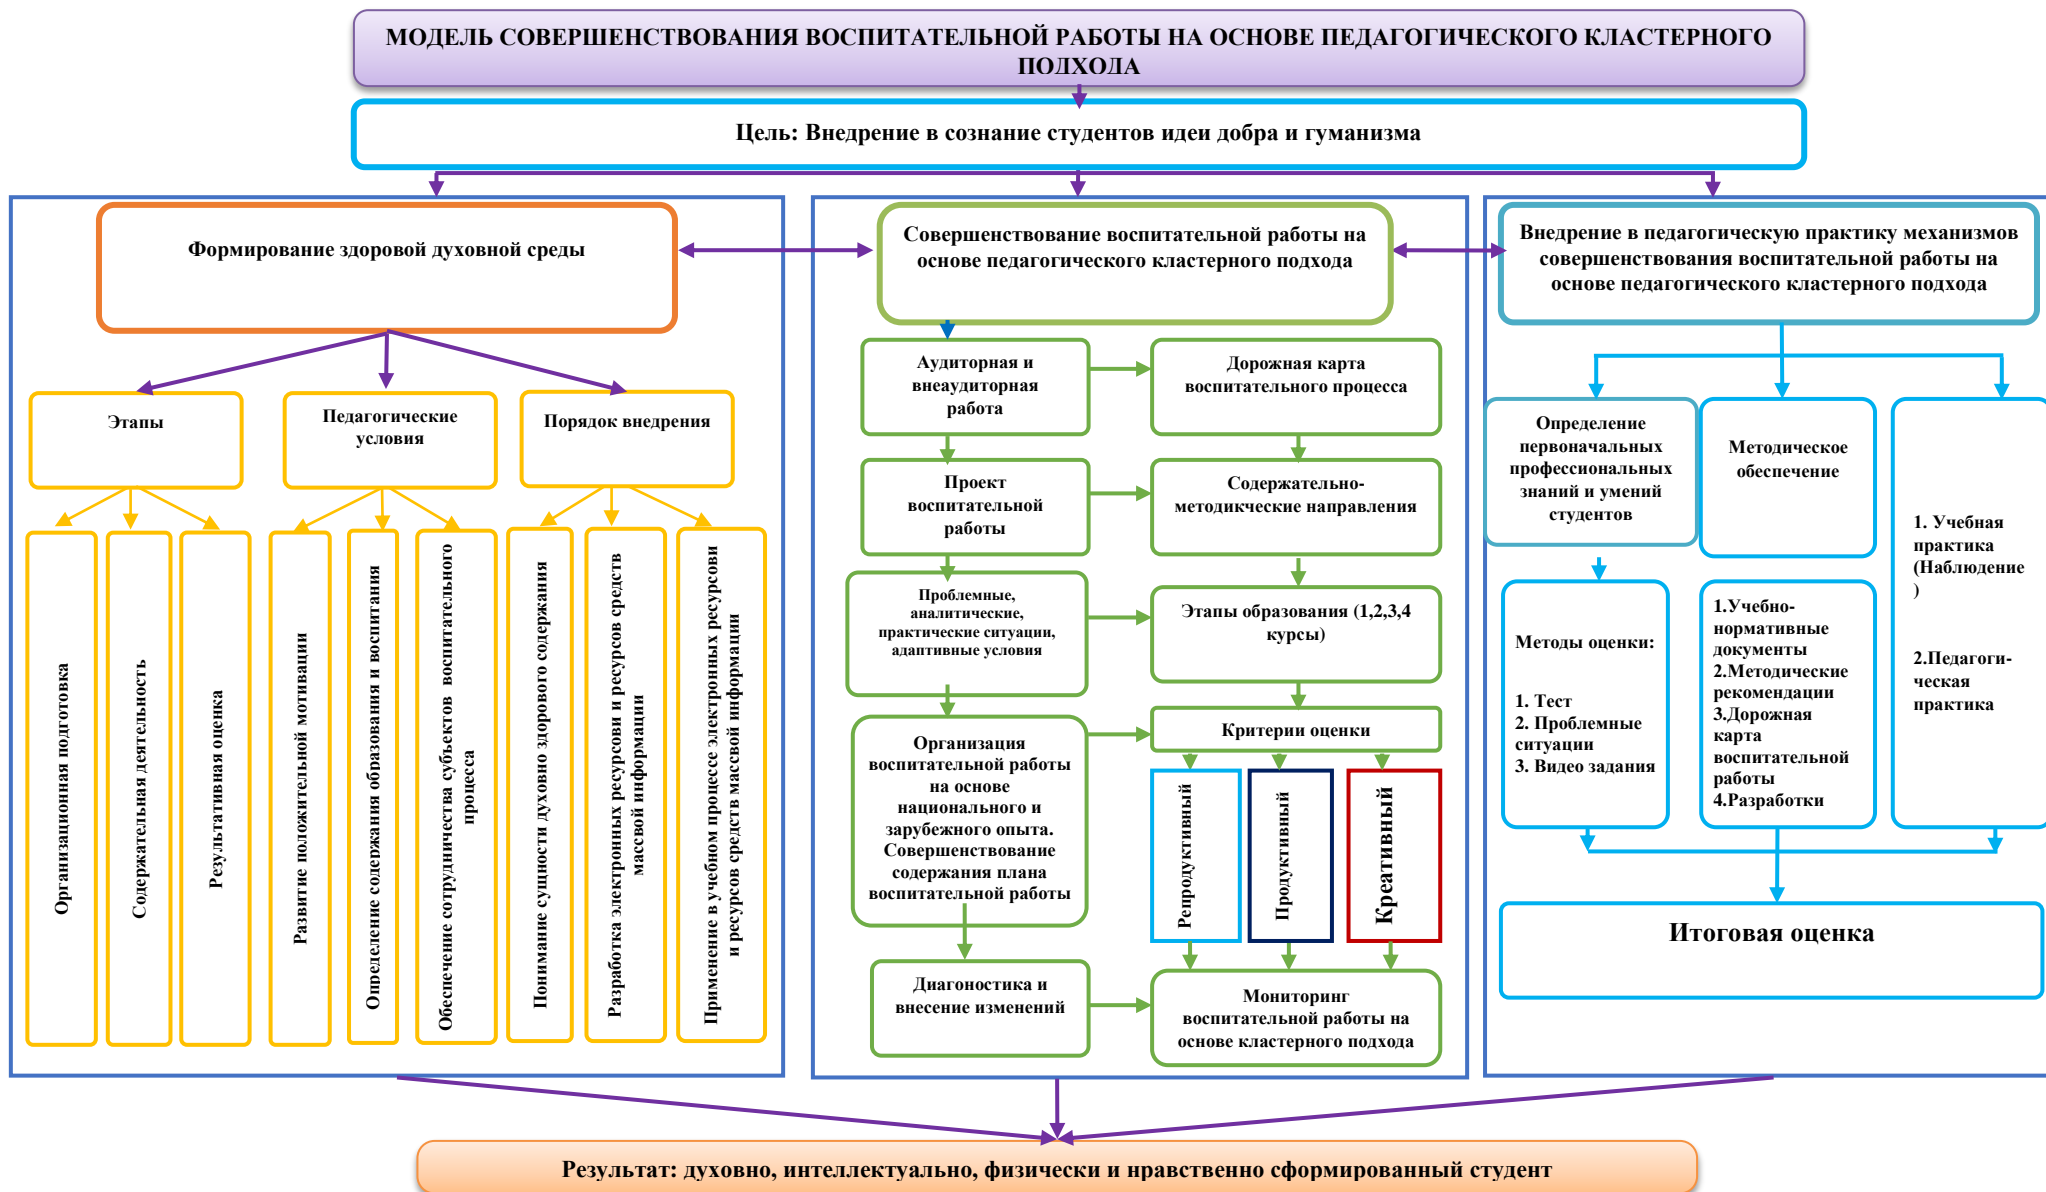 МОДЕЛЬ СОВЕРШЕНСТВОВАНИЯ ВОСПИТАТЕЛЬНОЙ РАБОТЫ НА ОСНОВЕ ПЕДАГОГИЧЕСКОГО КЛАСТЕРНОГО
ПОДХОДА
Цель: Внедрение в сознание студентов идеи добра и гуманизма
Формирование здоровой духовной среды
Этапы
Педагогические
условия
Порядок внедрения
Организационная подготовка
Содержательная деятельность
Результативная оценка
Развитие положительной мотивации
Определение содержания образования и воспитания
Обеспечение сотрудничества субъектов воспитательного
процесса
Понимание сущности духовно здорового содержания
Разработка электронных ресурсови и ресурсов средств
массовой информации
Применение в учебном процессе электронных ресурсови
и ресурсов средств массовой информации
Совершенствование воспитательной работы на
основе педагогического кластерного подхода
Аудиторная и
внеаудиторная
работа
Дорожная карта
воспитательного процесса
Проект
воспитательной
работы
Содержательно-
методикческие направления
Проблемные,
аналитические,
практические ситуации,
адаптивные условия
Этапы образования (1,2,3,4
курсы)
Организация
воспитательной работы
на основе
национального и
зарубежного опыта.
Совершенствование
содержания плана
воспитательной работы
Критерии оценки
Репродуктивный
Продуктивный
Креативный
Диагоностика и
внесение изменений
Мониторинг
воспитательной работы на
основе кластерного подхода
Внедрение в педагогическую практику механизмов
совершенствования воспитательной работы на
основе педагогического кластерного подхода
Определение
первоначальных
профессиональных
знаний и умений
студентов
Методическое
обеспечение
1. Учебная
практика
(Наблюдение
)
2.Педагоги-
ческая
практика
Методы оценки:
1. Тест
2. Проблемные
ситуации
3. Видео задания
1.Учебно-
нормативные
документы
2.Методические
рекомендации
3.Дорожная
карта
воспитательной
работы
4.Разработки
Итоговая оценка
Результат: духовно, интеллектуально, физически и нравственно сформированный студент